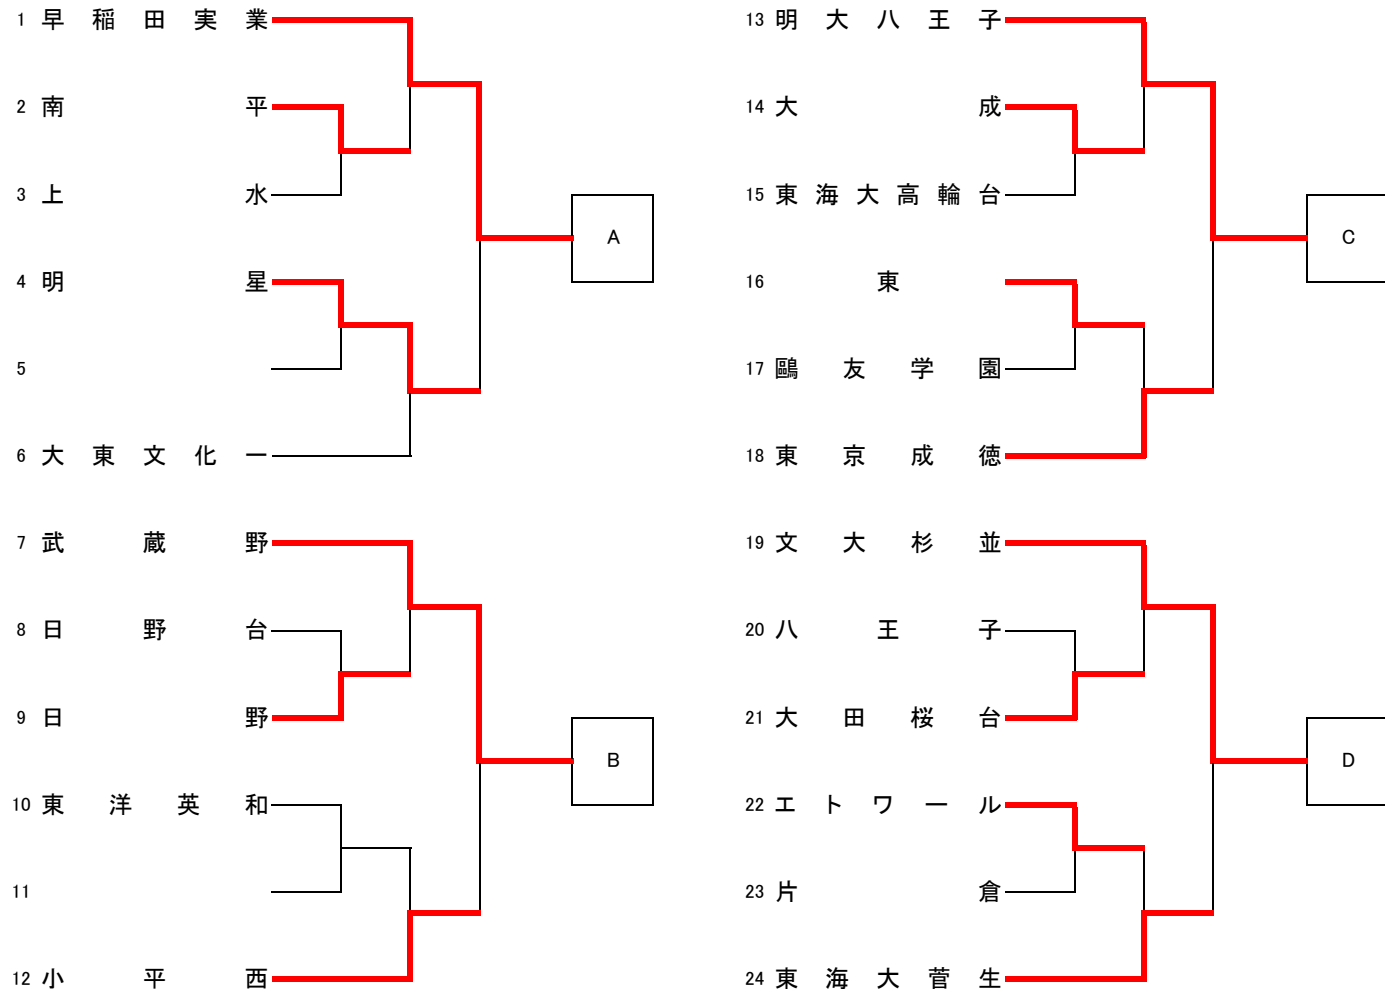 1 早稲田実業
2 南平
3 上水
A
4 明星
5
6 大東文化一
7 武蔵野
8 日野台
9 日野
B
10 東洋英和
11
12 小平西
13 明大八王子
14 大成
15 東海大高輪台
C
16 東
17 鷗友学園
18 東京成徳
19 文大杉並
20 八王子
21 大田桜台
D
22 エトワール
23 片倉
24 東海大菅生